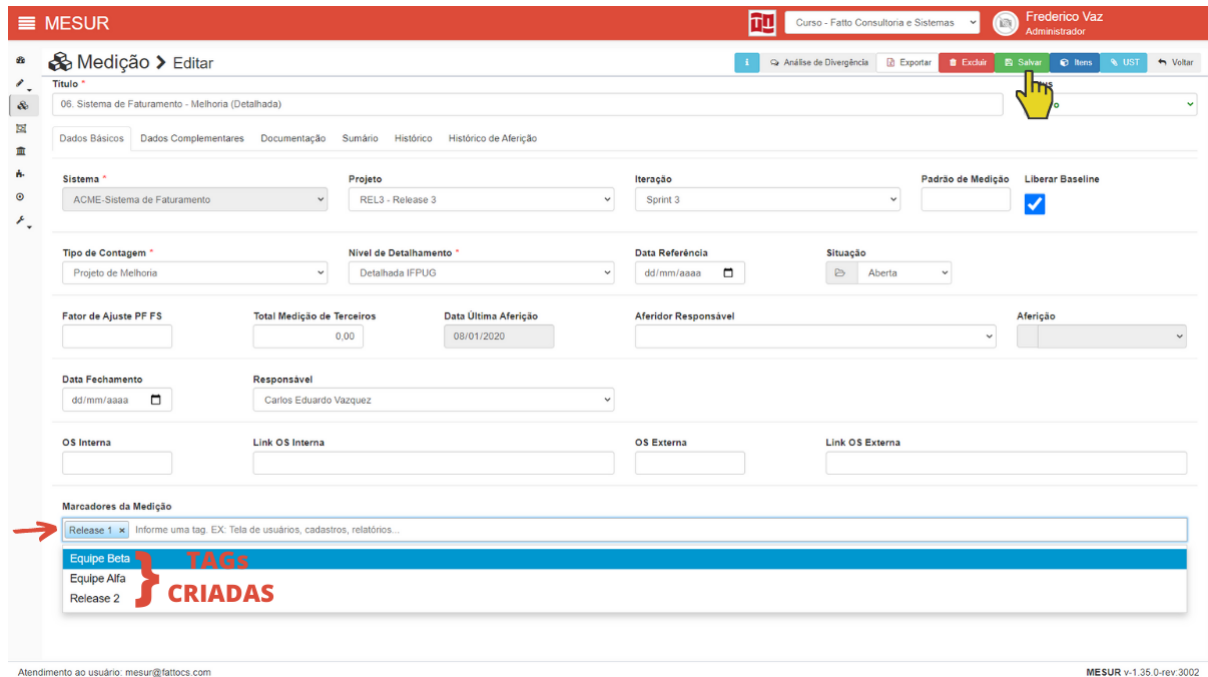 MESUR
Curso - Fatto Consultoria e Sistemas
Frederico Vaz
Administrador
Medição > Editar
i
Análise de Divergência
Exportar
Excluir
Salvar
Itens
UST
Voltar
Título *
06. Sistema de Faturamento - Melhoria (Detalhada)
Dados Básicos
Dados Complementares
Documentação
Sumário
Histórico
Histórico de Aferição
Sistema *
Projeto
Iteração
Padrão de Medição
Liberar Baseline
ACME-Sistema de Faturamento
REL3 - Release 3
Sprint 3
Tipo de Contagem *
Nível de Detalhamento *
Data Referência
Situação
Projeto de Melhoria
Detalhada IFPUG
dd/mm/aaaa
Aberta
Fator de Ajuste PF FS
Total Medição de Terceiros
Data Última Aferição
Aferidor Responsável
Aferição
0,00
08/01/2020
Data Fechamento
Responsável
dd/mm/aaaa
Carlos Eduardo Vazquez
OS Interna
Link OS Interna
OS Externa
Link OS Externa
Marcadores da Medição
Release 1 × Informe uma tag. EX: Tela de usuários, cadastros, relatórios...
Equipe Beta
Equipe Alfa
Release 2
TAGs
CRIADAS
Atendimento ao usuário: mesur@fattocs.com
MESUR v-1.35.0-rev:3002